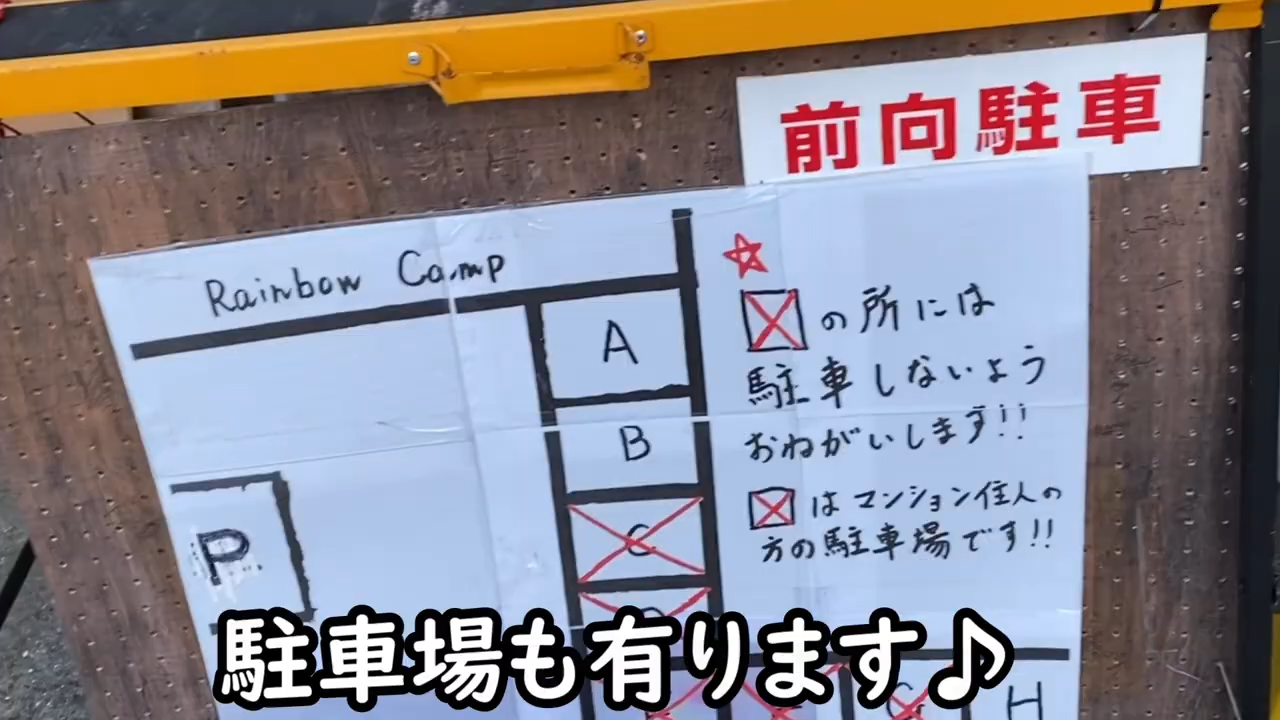 前向駐車
Rainbow Camp
☆
の所には
駐車しないよう
おねがいします!!
はマンション住人の
方の駐車場です!!
A
B
C
P
G
H
駐車場も有ります♪